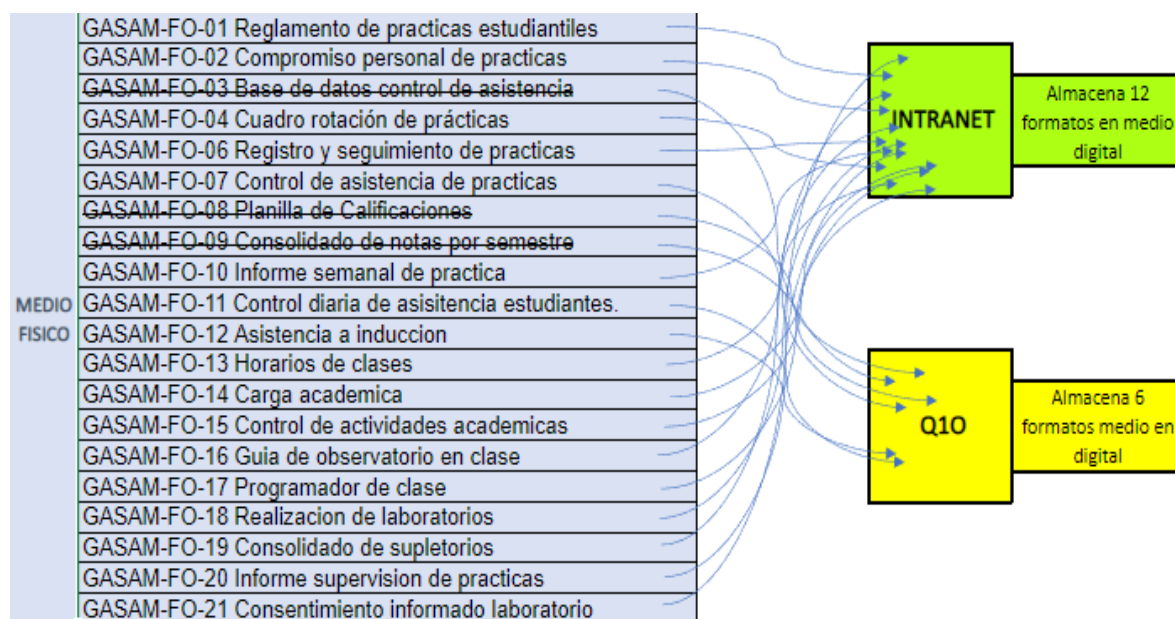 GASAM-FO-01 Reglamento de practicas estudiantiles
GASAM-FO-02 Compromiso personal de practicas
GASAM-FO-03 Base de datos control de asistencia
GASAM-FO-04 Cuadro rotación de prácticas
GASAM-FO-06 Registro y seguimiento de practicas
GASAM-FO-07 Control de asistencia de practicas
GASAM-FO-08 Planilla de Calificaciones
GASAM-FO-09 Consolidado de notas por semestre
GASAM-FO-10 Informe semanal de practica
GASAM-FO-11 Control diaria de asisitencia estudiantes.
GASAM-FO-12 Asistencia a induccion
GASAM-FO-13 Horarios de clases
GASAM-FO-14 Carga academica
GASAM-FO-15 Control de actividades academicas
GASAM-FO-16 Guia de observatorio en clase
GASAM-FO-17 Programador de clase
GASAM-FO-18 Realizacion de laboratorios
GASAM-FO-19 Consolidado de supletorios
GASAM-FO-20 Informe supervision de practicas
GASAM-FO-21 Consentimiento informado laboratorio
MEDIO
FISICO
INTRANET
Almacena 12
formatos en medio
digital
Q1O
Almacena 6
formatos medio en
digital